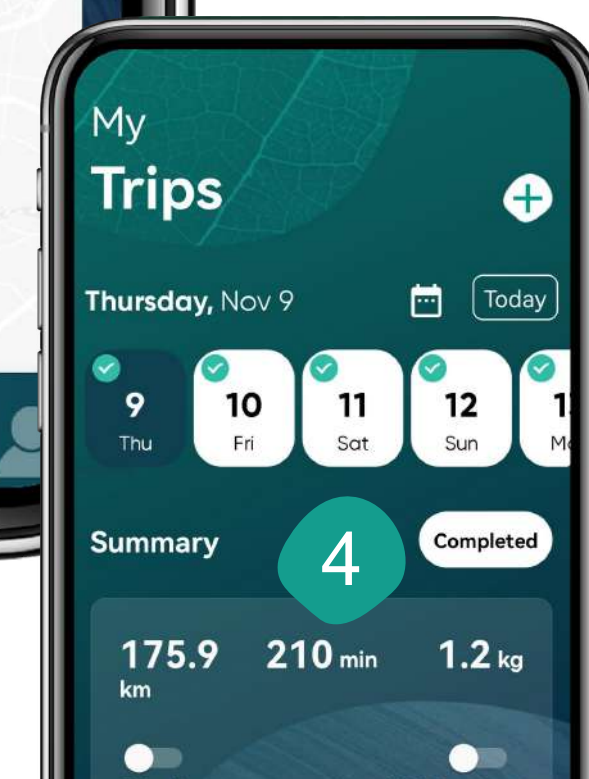 My
Trips
Thursday, Nov 9
Today
9
10
11
12
Thu
Fri
Sat
Sun
Summary
4
Completed
175.9 km
210 min
1.2 kg